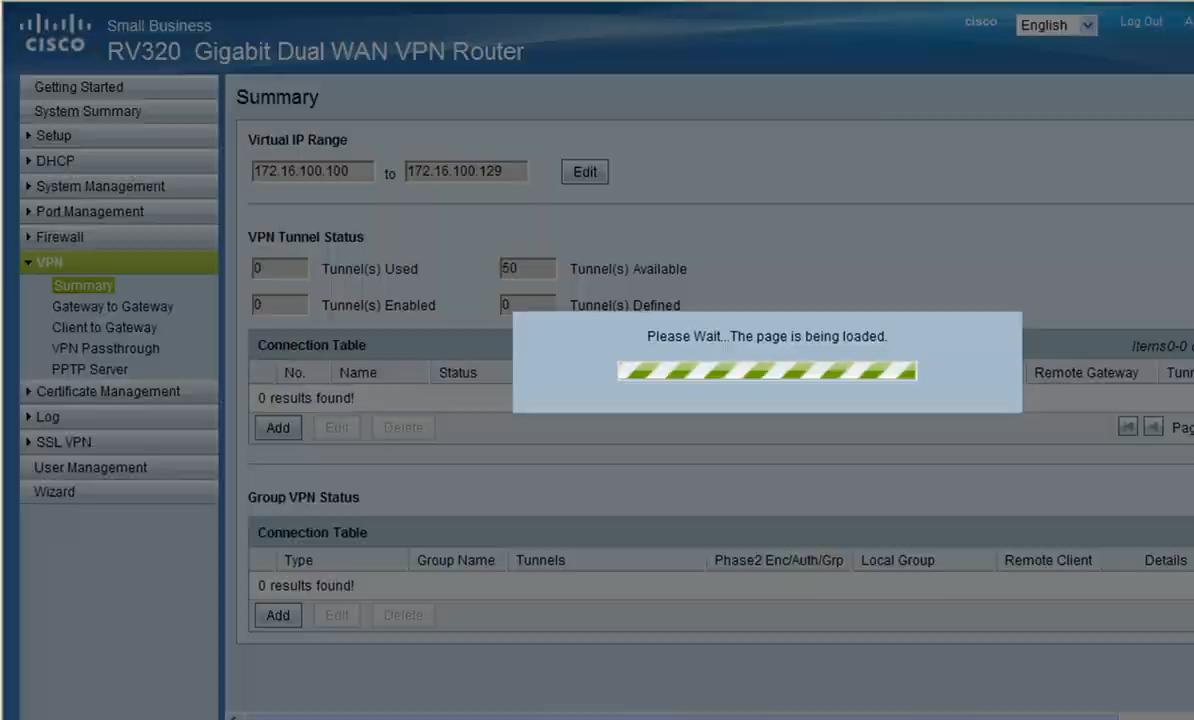 Small Business
cisco English Log Out
CISCO RV320 Gigabit Dual WAN VPN Router
Getting Started
System Summary
Setup
DHCP
System Management
Port Management
Firewall
VPN
Summary
Gateway to Gateway
Client to Gateway
VPN Passthrough
PPTP Server
Certificate Management
Log
SSL VPN
User Management
Wizard
Summary
Virtual IP Range
172.16.100.100 to 172.16.100.129 Edit
VPN Tunnel Status
0 Tunnel(s) Used 50 Tunnel(s) Available
0 Tunnel(s) Enabled 0 Tunnel(s) Defined
Please Wait...The page is being loaded.
Connection Table Items0-0
No. Name Status Remote Gateway
0 results found!
Add Edit Delete
Group VPN Status
Connection Table
Type Group Name Tunnels Phase2 Enc/Auth/Grp Local Group Remote Client Details
0 results found!
Add Edit Delete